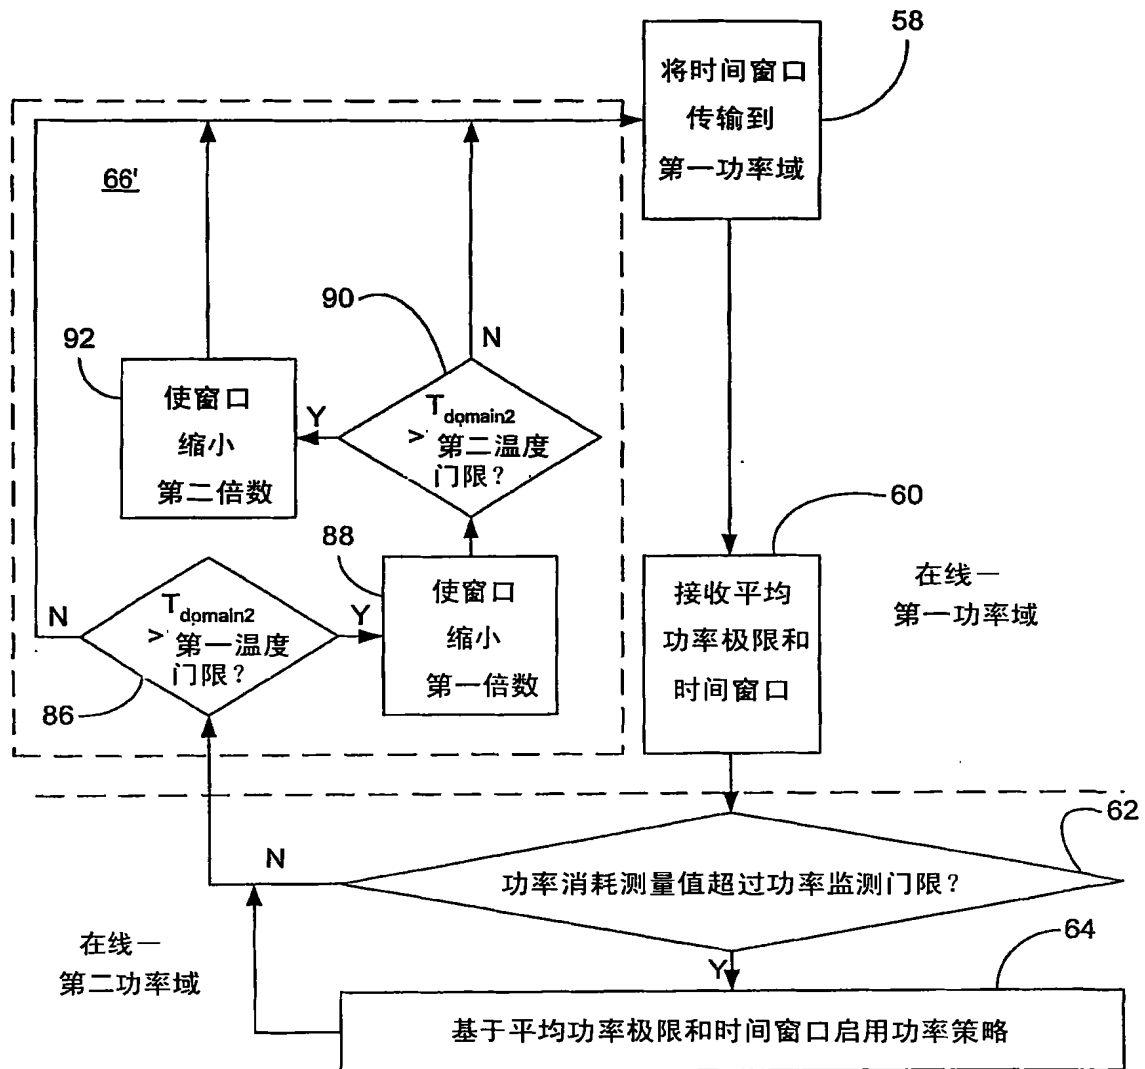 58
将时间窗口
传输到
第一功率域
66'
90
N
92
使窗口
缩小
第二倍数
Y
T domain2
> 第二温度
门限？
60
接收平均
功率极限和
时间窗口
在线一
第一功率域
88
使窗口
缩小
第一倍数
N
T domain2
> 第一温度
门限？
Y
86
62
N
功率消耗测量值超过功率监测门限？
在线一
第二功率域
Y
64
基于平均功率极限和时间窗口启用功率策略